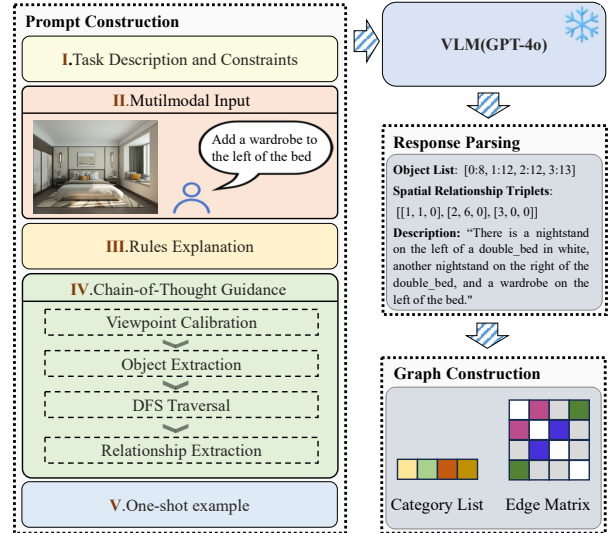 Prompt Construction
I.Task Description and Constraints
II.Mutilmodal Input
Add a wardrobe to
the left of the bed
III.Rules Explanation
IV.Chain-of-Thought Guidance
Viewpoint Calibration
Object Extraction
DFS Traversal
Relationship Extraction
V.One-shot example
VLM(GPT-4o)
Response Parsing
Object List: [0:8, 1:12, 2:12, 3:13]
Spatial Relationship Triplets:
[[1, 1, 0], [2, 6, 0], [3, 0, 0]]
Description: “There is a nightstand
on the left of a double_bed in white,
another nightstand on the right of the
double_bed, and a wardrobe on the
left of the bed."
Graph Construction
Category List
Edge Matrix